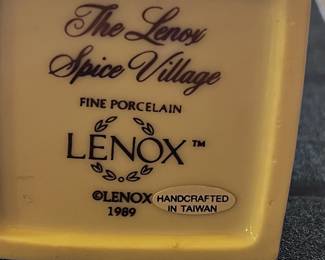 The Lenox
Spice Village
FINE PORCELAIN
LENOX™
©LENOX
1989
HANDCRAFTED
IN TAIWAN